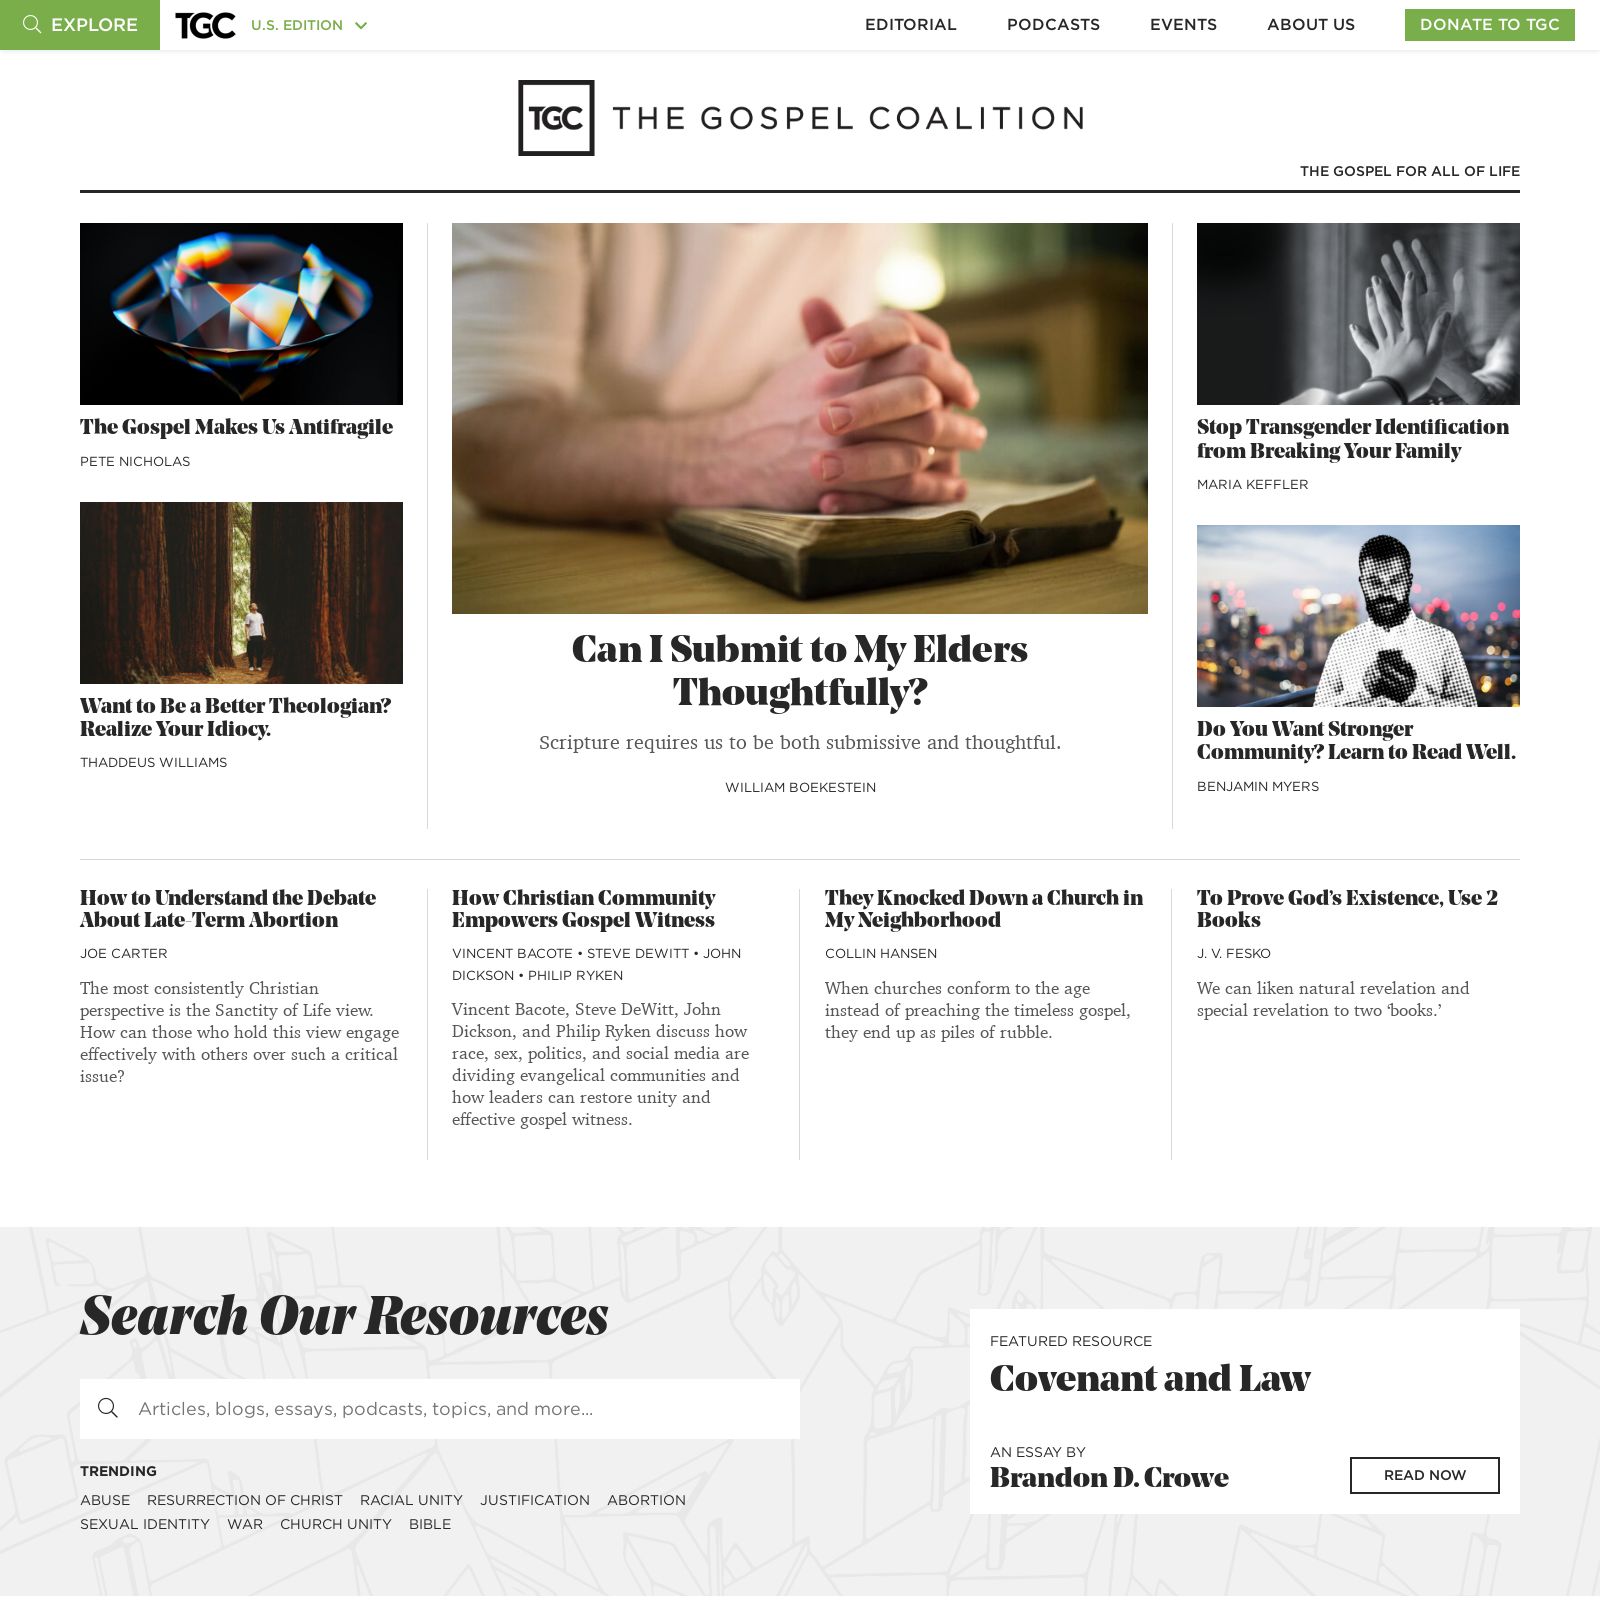 EXPLORE
TGC
U.S. EDITION
EDITORIAL
PODCASTS
EVENTS
ABOUT US
DONATE TO TGC
TGC
THE GOSPEL COALITION
THE GOSPEL FOR ALL OF LIFE
The Gospel Makes Us Antifragile
PETE NICHOLAS
Want to Be a Better Theologian?
Realize Your Idiocy.
THADDEUS WILLIAMS
Can I Submit to My Elders
Thoughtfully?
Scripture requires us to be both submissive and thoughtful.
WILLIAM BOEKESTEIN
Stop Transgender Identification
from Breaking Your Family
MARIA KEFFLER
Do You Want Stronger
Community? Learn to Read Well.
BENJAMIN MYERS
How to Understand the Debate
About Late-Term Abortion
JOE CARTER
The most consistently Christian
perspective is the Sanctity of Life view.
How can those who hold this view engage
effectively with others over such a critical
issue?
How Christian Community
Empowers Gospel Witness
VINCENT BACOTE • STEVE DEWITT • JOHN
DICKSON • PHILIP RYKEN
Vincent Bacote, Steve DeWitt, John
Dickson, and Philip Ryken discuss how
race, sex, politics, and social media are
dividing evangelical communities and
how leaders can restore unity and
effective gospel witness.
They Knocked Down a Church in
My Neighborhood
COLLIN HANSEN
When churches conform to the age
instead of preaching the timeless gospel,
they end up as piles of rubble.
To Prove God’s Existence, Use 2
Books
J. V. FESKO
We can liken natural revelation and
special revelation to two ‘books.’
Search Our Resources
Articles, blogs, essays, podcasts, topics, and more...
TRENDING
ABUSE RESURRECTION OF CHRIST RACIAL UNITY JUSTIFICATION ABORTION
SEXUAL IDENTITY WAR CHURCH UNITY BIBLE
FEATURED RESOURCE
Covenant and Law
AN ESSAY BY
Brandon D. Crowe
READ NOW